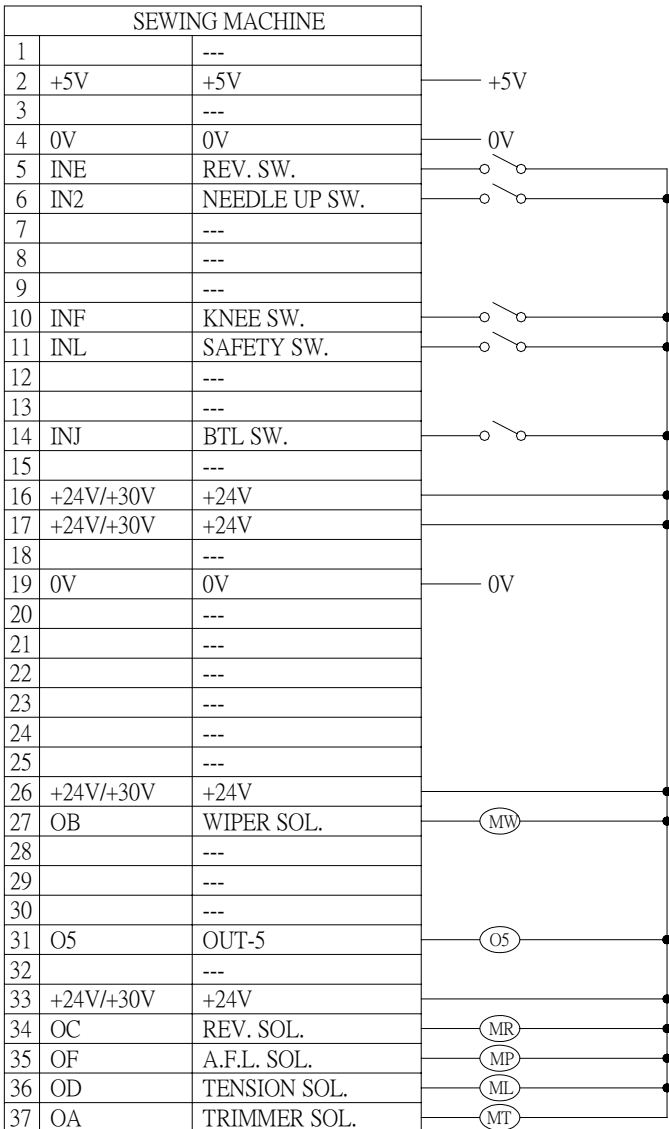 SEWING MACHINE
1 ---
2 +5V +5V +5V
3 ---
4 0V 0V 0V
5 INE REV. SW.
6 IN2 NEEDLE UP SW.
7 ---
8 ---
9 ---
10 INF KNEE SW.
11 INL SAFETY SW.
12 ---
13 ---
14 INJ BTL SW.
15 ---
16 +24V/+30V +24V
17 +24V/+30V +24V
18 ---
19 0V 0V 0V
20 ---
21 ---
22 ---
23 ---
24 ---
25 ---
26 +24V/+30V +24V
27 OB WIPER SOL. MW
28 ---
29 ---
30 ---
31 O5 OUT-5 O5
32 ---
33 +24V/+30V +24V
34 OC REV. SOL. MR
35 OF A.F.L. SOL. MP
36 OD TENSION SOL. ML
37 OA TRIMMER SOL. MT